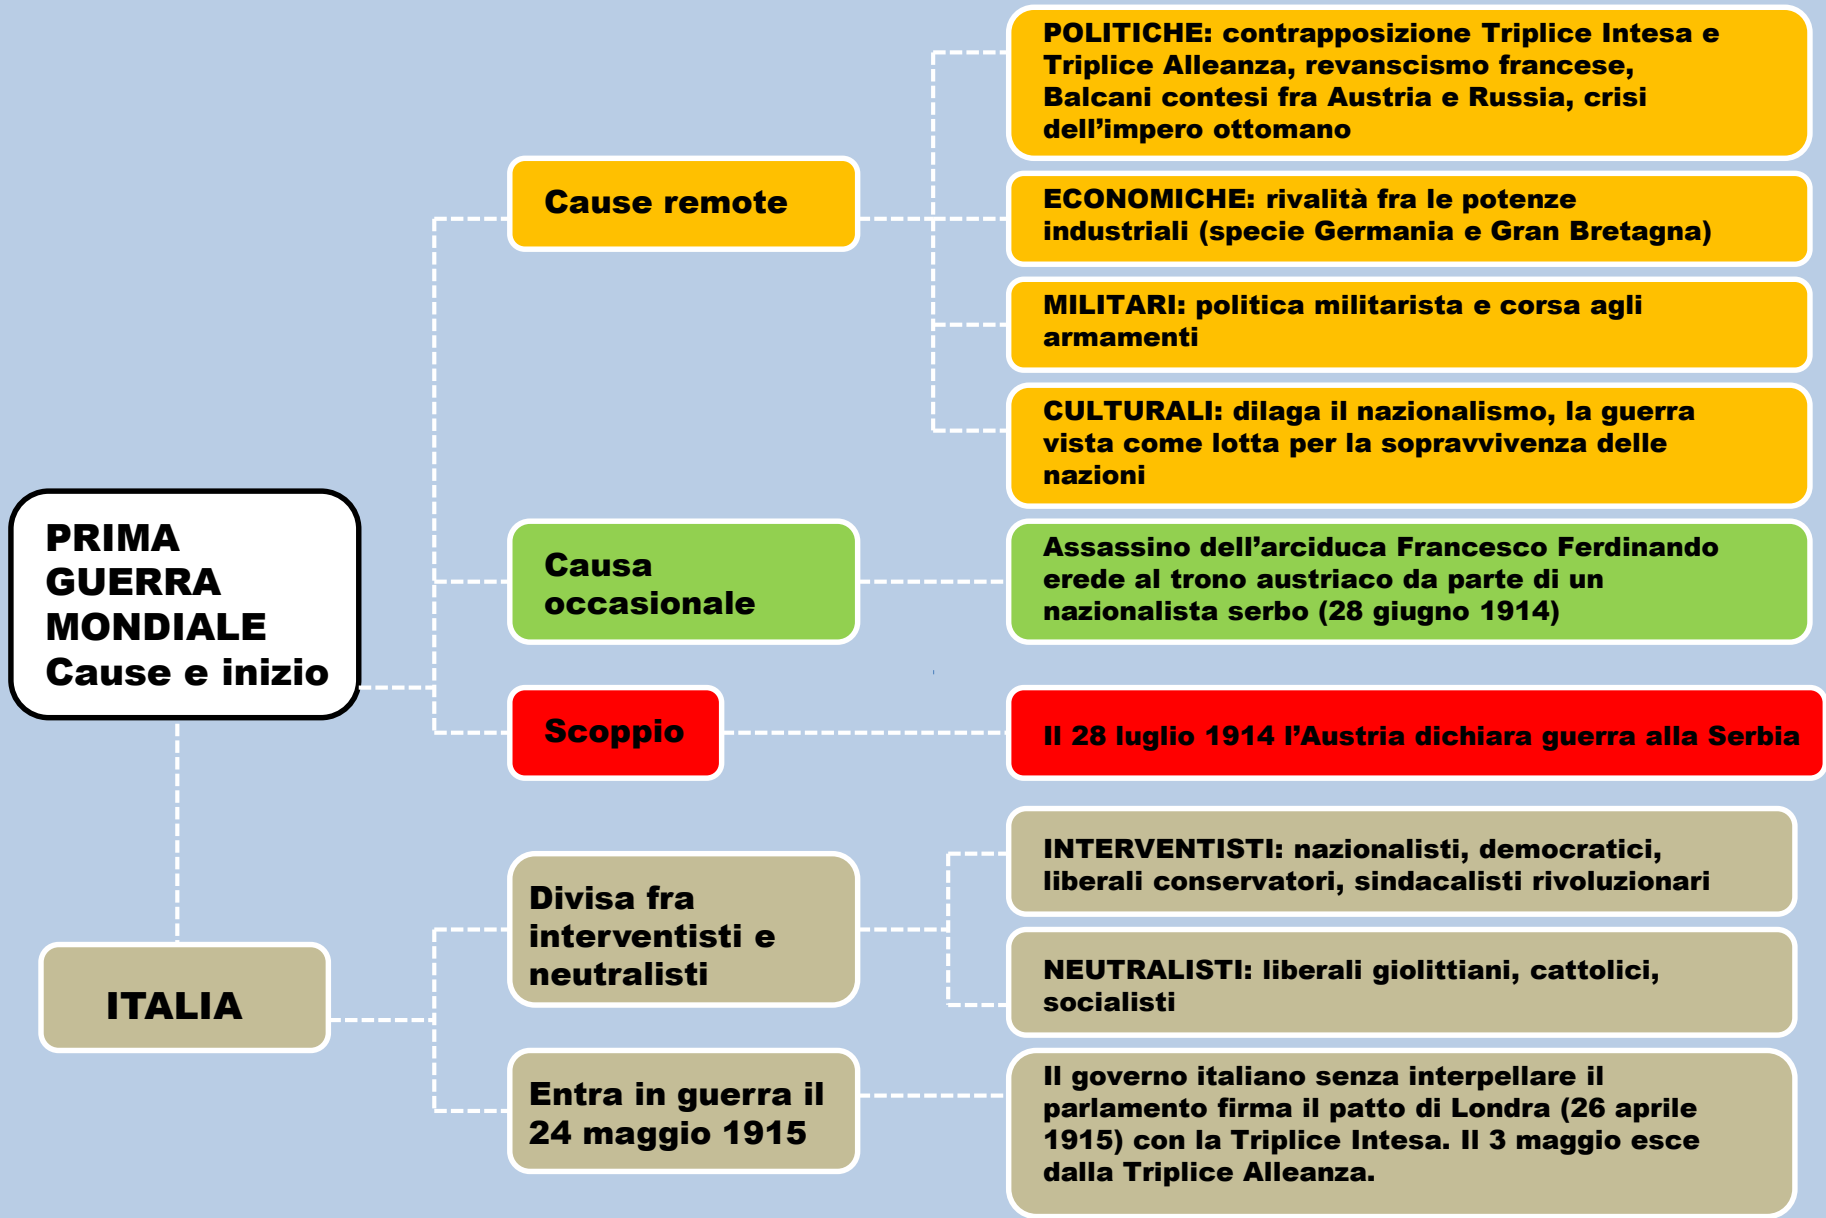 PRIMA
GUERRA
MONDIALE
Cause e inizio
Cause remote
POLITICHE: contrapposizione Triplice Intesa e
Triplice Alleanza, revanscismo francese,
Balcani contesi fra Austria e Russia, crisi
dell’impero ottomano
ECONOMICHE: rivalità fra le potenze
industriali (specie Germania e Gran Bretagna)
MILITARI: politica militarista e corsa agli
armamenti
CULTURALI: dilaga il nazionalismo, la guerra
vista come lotta per la sopravvivenza delle
nazioni
Causa
occasionale
Assassino dell’arciduca Francesco Ferdinando
erede al trono austriaco da parte di un
nazionalista serbo (28 giugno 1914)
Scoppio
Il 28 luglio 1914 l’Austria dichiara guerra alla Serbia
ITALIA
Divisa fra
interventisti e
neutralisti
INTERVENTISTI: nazionalisti, democratici,
liberali conservatori, sindacalisti rivoluzionari
NEUTRALISTI: liberali giolittiani, cattolici,
socialisti
Entra in guerra il
24 maggio 1915
Il governo italiano senza interpellare il
parlamento firma il patto di Londra (26 aprile
1915) con la Triplice Intesa. Il 3 maggio esce
dalla Triplice Alleanza.